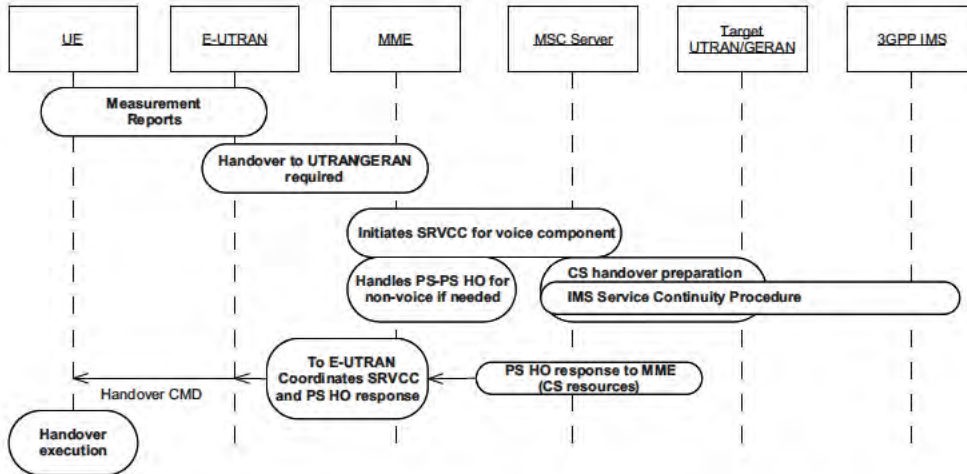 UE
E-UTRAN
MME
MSC Server
Target
UTRAN/GERAN
3GPP IMS
Measurement
Reports
Handover to UTRAN/GERAN
required
Initiates SRVCC for voice component
Handles PS-PS HO for
non-voice if needed
CS handover preparation
IMS Service Continuity Procedure
To E-UTRAN
Coordinates SRVCC
and PS HO response
PS HO response to MME
(CS resources)
Handover CMD
Handover
execution